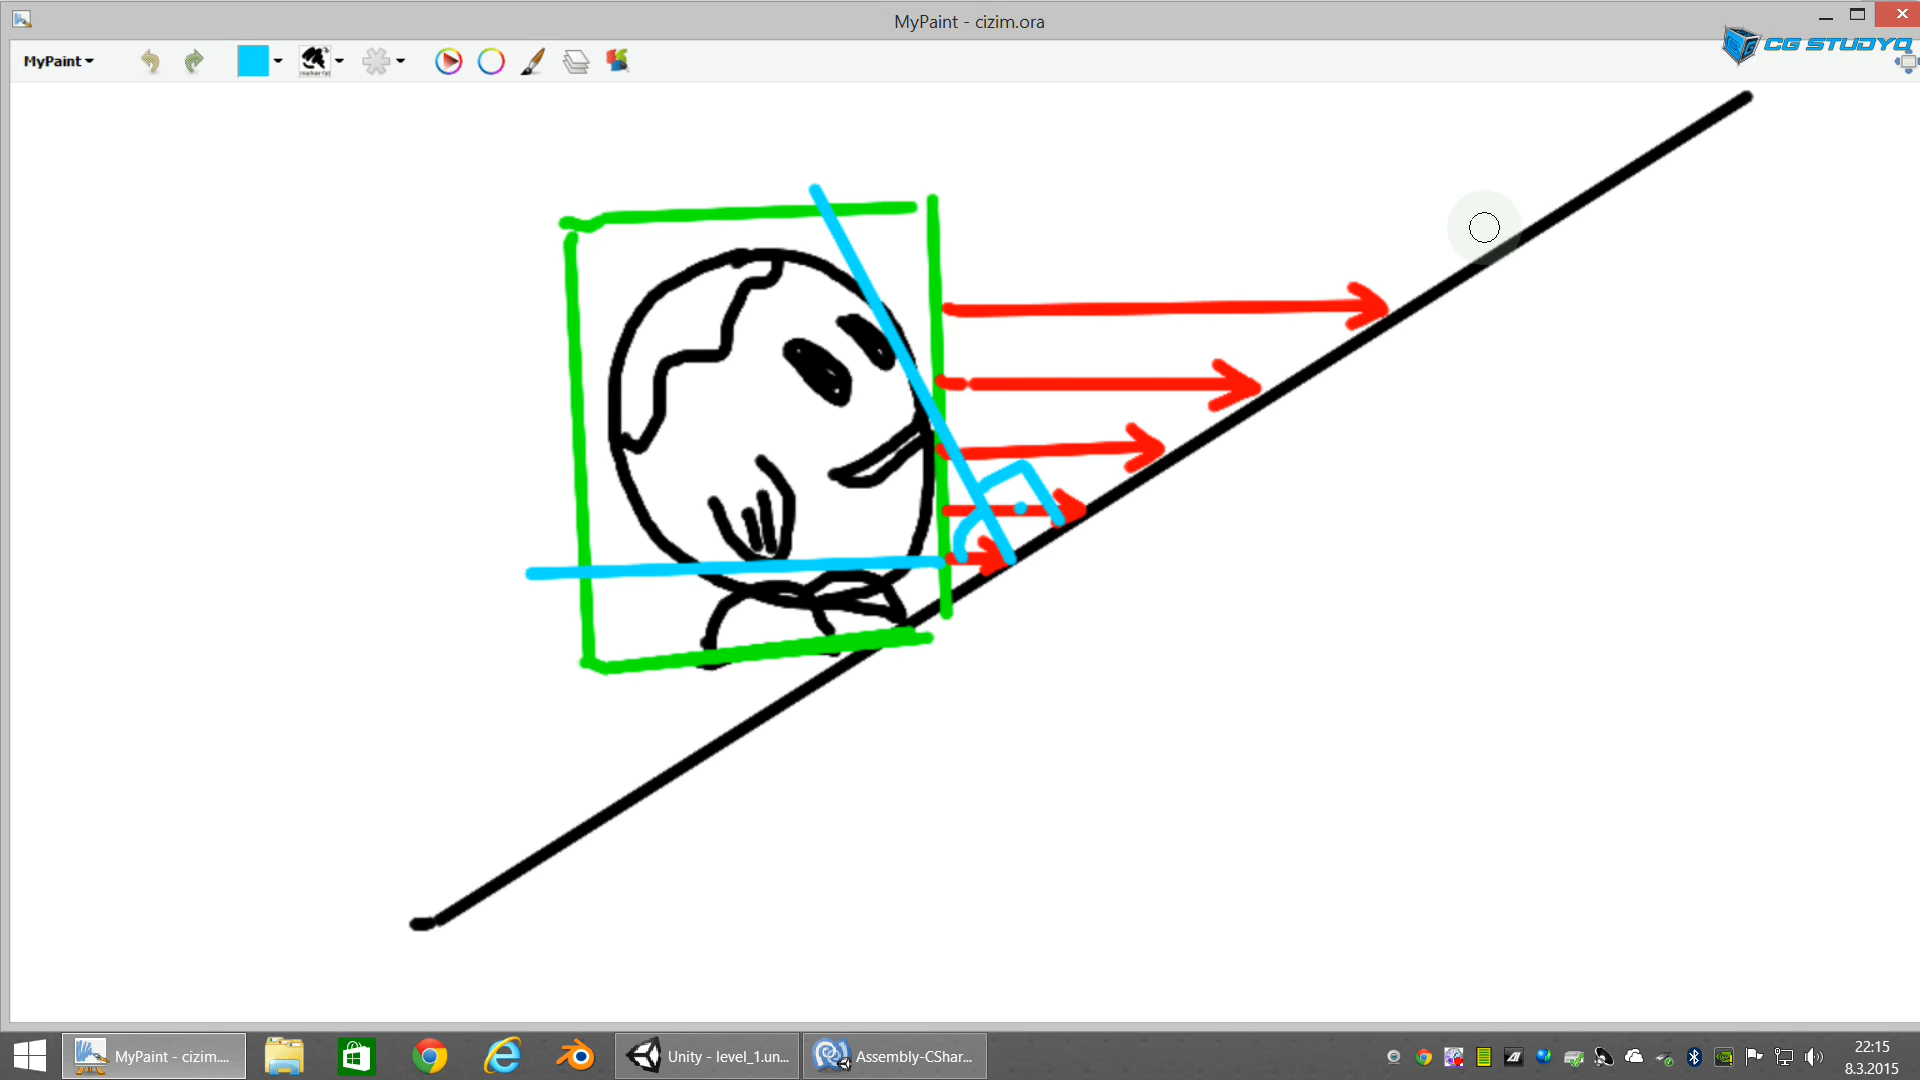 MyPaint - cizim.ora
MyPaint
CG STUDYO
MyPaint - cizim....
Unity - level_1.un...
Assembly-CShar...
22:15
8.3.2015